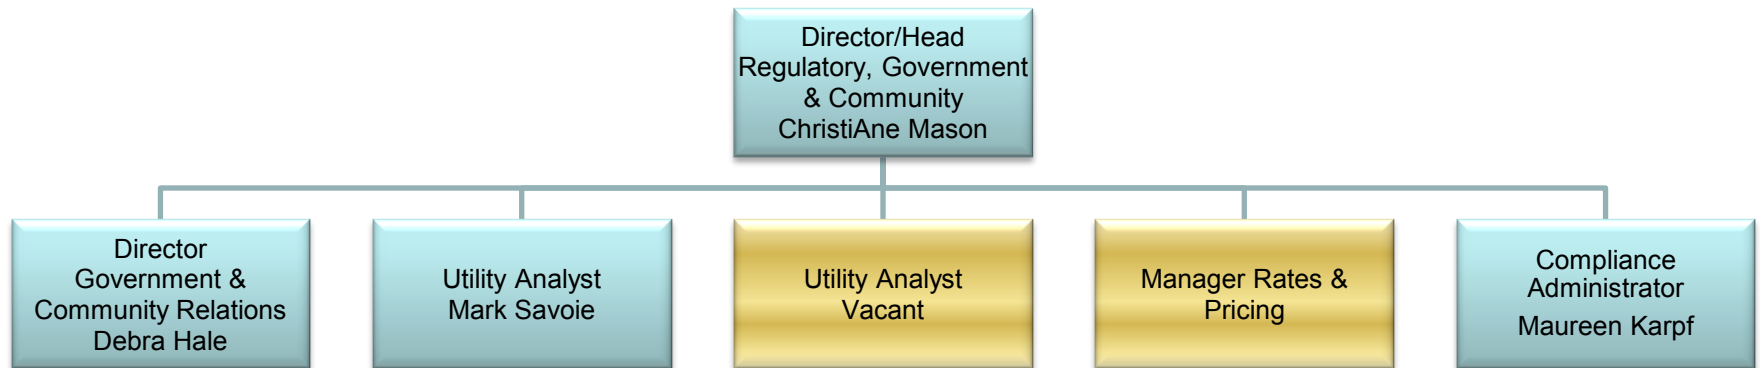 Director/Head
Regulatory, Government
& Community
ChristiAne Mason
Director
Government &
Community Relations
Debra Hale
Utility Analyst
Mark Savoie
Utility Analyst
Vacant
Manager Rates &
Pricing
Compliance
Administrator
Maureen Karpf